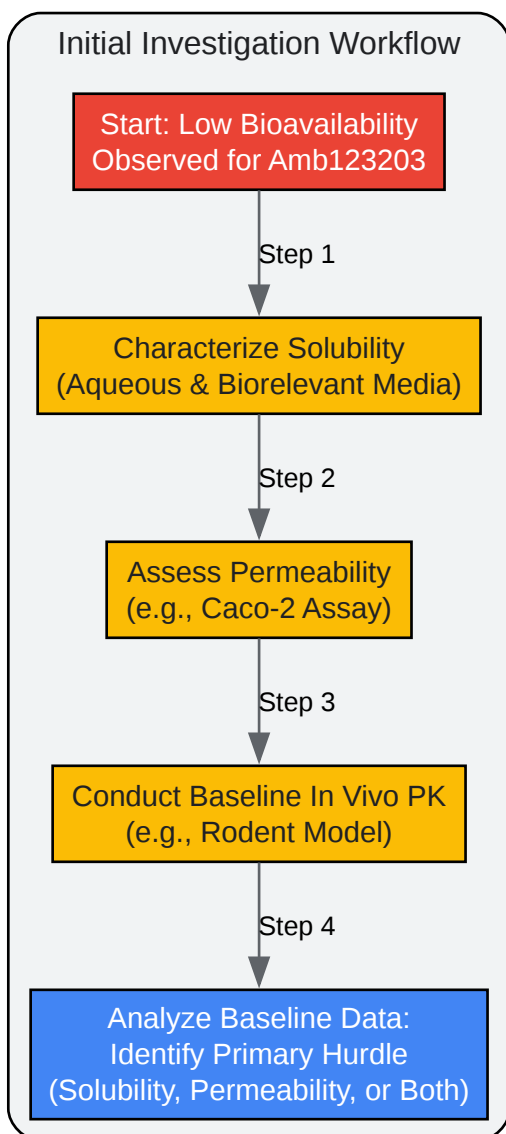 Initial Investigation Workflow
Start: Low Bioavailability
Observed for Amb123203
Step 1
Characterize Solubility
(Aqueous & Biorelevant Media)
Step 2
Assess Permeability
(e.g., Caco-2 Assay)
Step 3
Conduct Baseline In Vivo PK
(e.g., Rodent Model)
Step 4
Analyze Baseline Data:
Identify Primary Hurdle
(Solubility, Permeability, or Both)